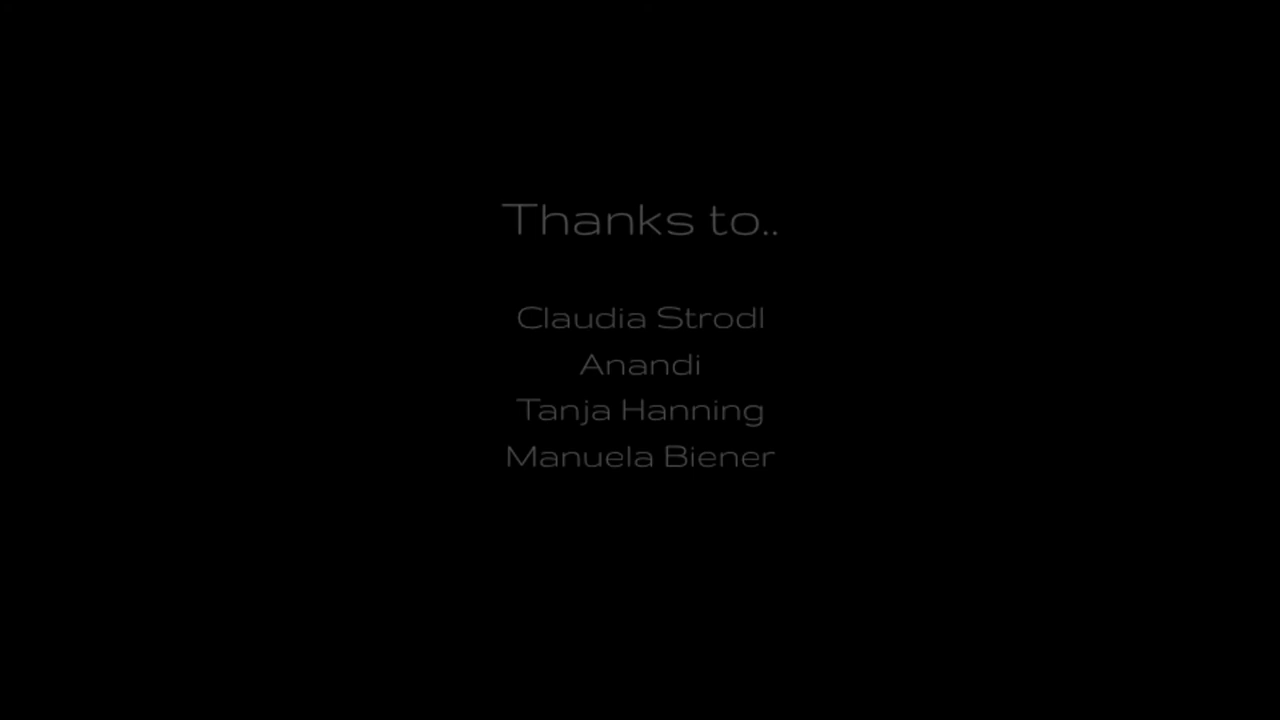 Thanks to..
Claudia Strodl
Anandi
Tanja Hanning
Manuela Biener